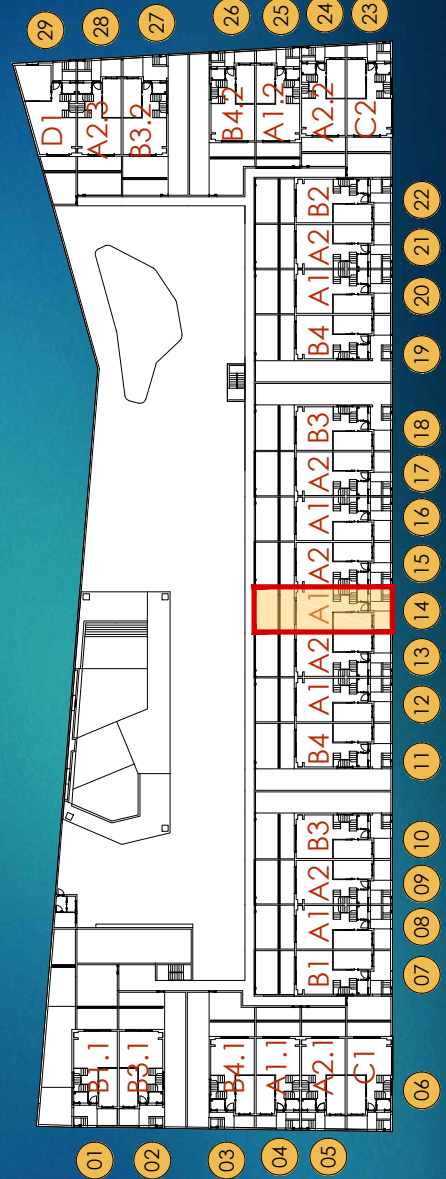 29
28
27
26
25
24
23
D1
A2.3
B3.2
B4.2
A1.2
A2.2
C2
B2
22
A2
21
A1
20
B4
19
B3
18
A2
17
A1
16
A2
15
A1
14
A2
13
A1
12
B4
11
B3
10
A2
09
A1
08
B1
07
B1.1
B3.1
B4.1
A1.1
A2.1
C1
06
01
02
03
04
05